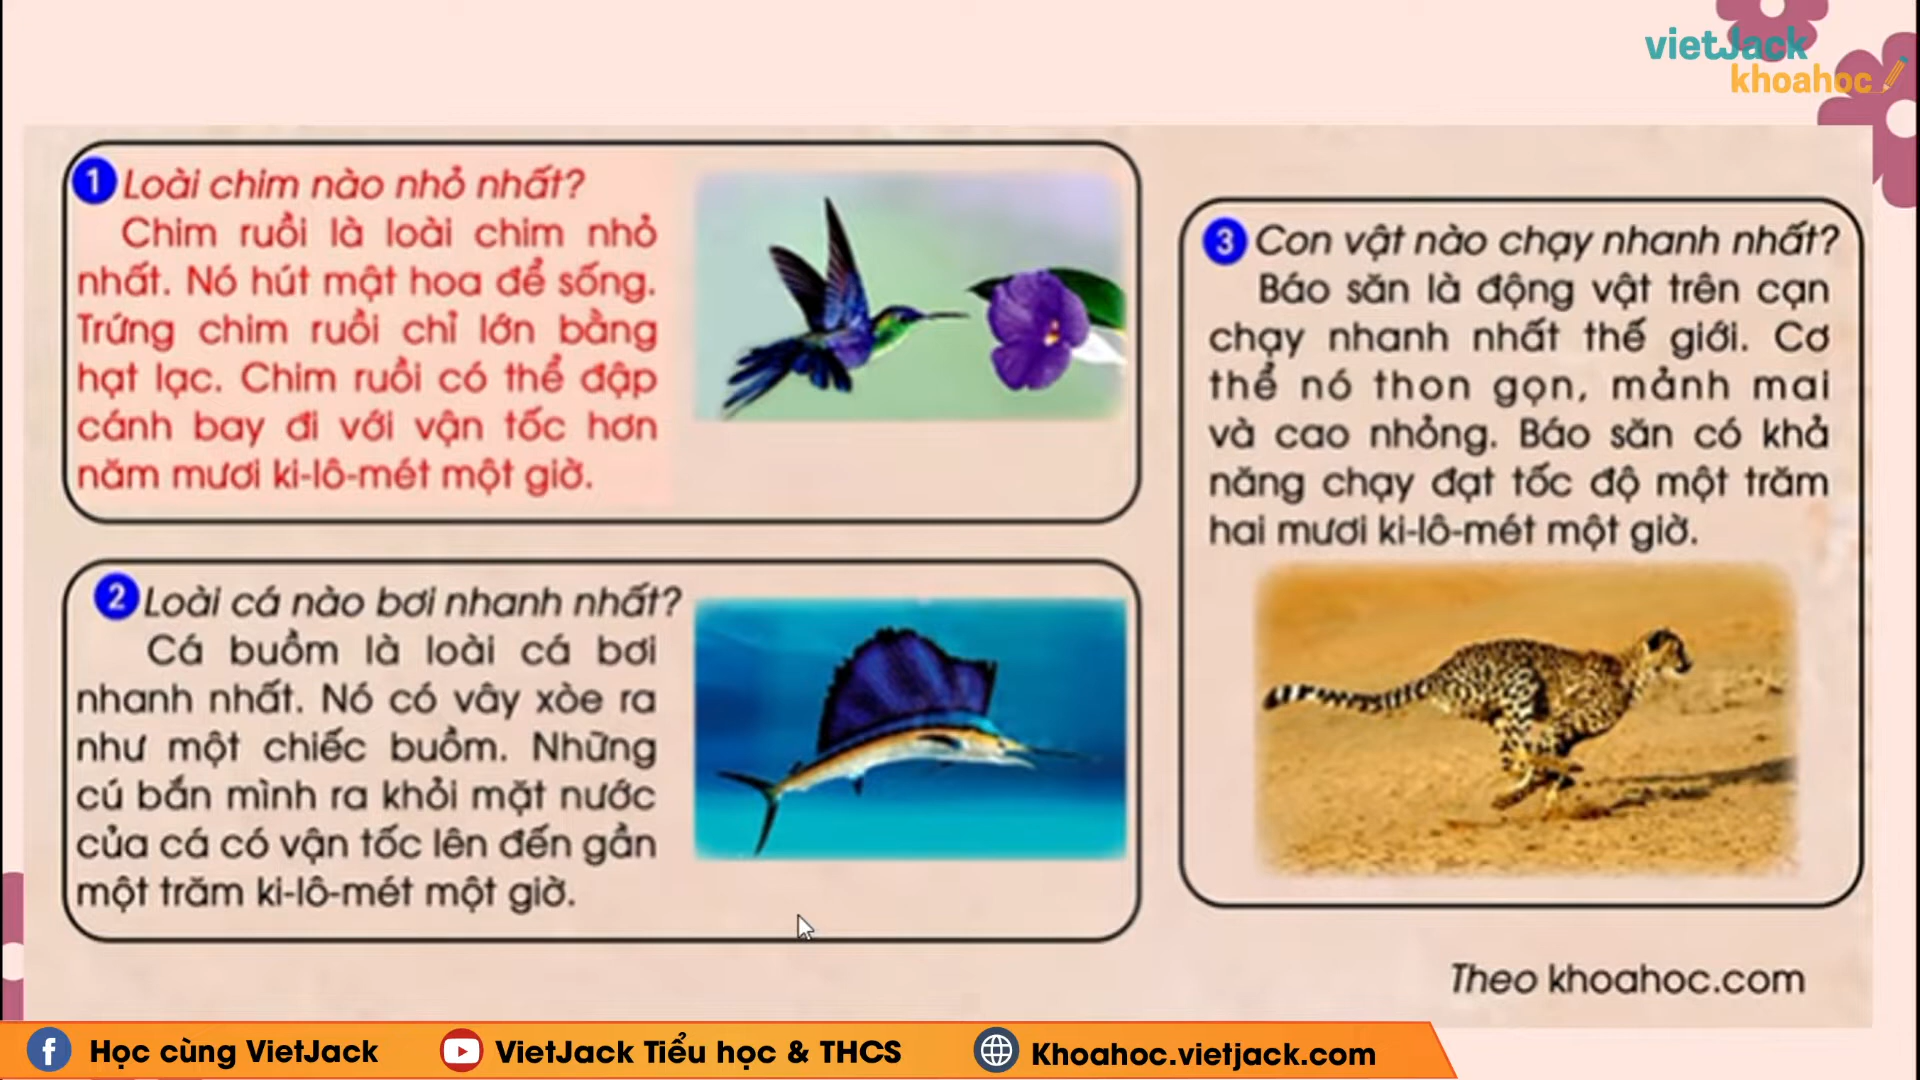 vietJack
khoahoc
1 Loài chim nào nhỏ nhất?
Chim ruồi là loài chim nhỏ
nhất. Nó hút mật hoa để sống.
Trứng chim ruồi chỉ lớn bằng
hạt lạc. Chim ruồi có thể đập
cánh bay đi với vận tốc hơn
năm mươi ki-lô-mét một giờ.
2 Loài cá nào bơi nhanh nhất?
Cá buồm là loài cá bơi
nhanh nhất. Nó có vây xòe ra
như một chiếc buồm. Những
cú bắn mình ra khỏi mặt nước
của cá có vận tốc lên đến gần
một trăm ki-lô-mét một giờ.
3 Con vật nào chạy nhanh nhất?
Báo săn là động vật trên cạn
chạy nhanh nhất thế giới. Cơ
thể nó thon gọn, mảnh mai
và cao nhỏng. Báo săn có khả
năng chạy đạt tốc độ một trăm
hai mươi ki-lô-mét một giờ.
Theo khoahoc.com
Học cùng VietJack
VietJack Tiểu học & THCS
Khoahoc.vietjack.com